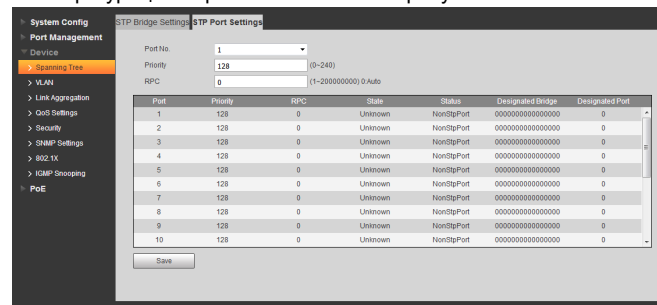 System Config
Port Management
Device
> Spanning Tree
> VLAN
> Link Aggregation
> QoS Settings
> Security
> SNMP Settings
> 802.1X
> IGMP Snooping
PoE
STP Bridge Settings STP Port Settings
Port No. 1
Priority 128 (0~240)
RPC 0 (1~200000000) 0:Auto
Port Priority RPC State Status Designated Bridge Designated Port
1 128 0 Unknown NonStpPort 0000000000000000 0
2 128 0 Unknown NonStpPort 0000000000000000 0
3 128 0 Unknown NonStpPort 0000000000000000 0
4 128 0 Unknown NonStpPort 0000000000000000 0
5 128 0 Unknown NonStpPort 0000000000000000 0
6 128 0 Unknown NonStpPort 0000000000000000 0
7 128 0 Unknown NonStpPort 0000000000000000 0
8 128 0 Unknown NonStpPort 0000000000000000 0
9 128 0 Unknown NonStpPort 0000000000000000 0
10 128 0 Unknown NonStpPort 0000000000000000 0
Save